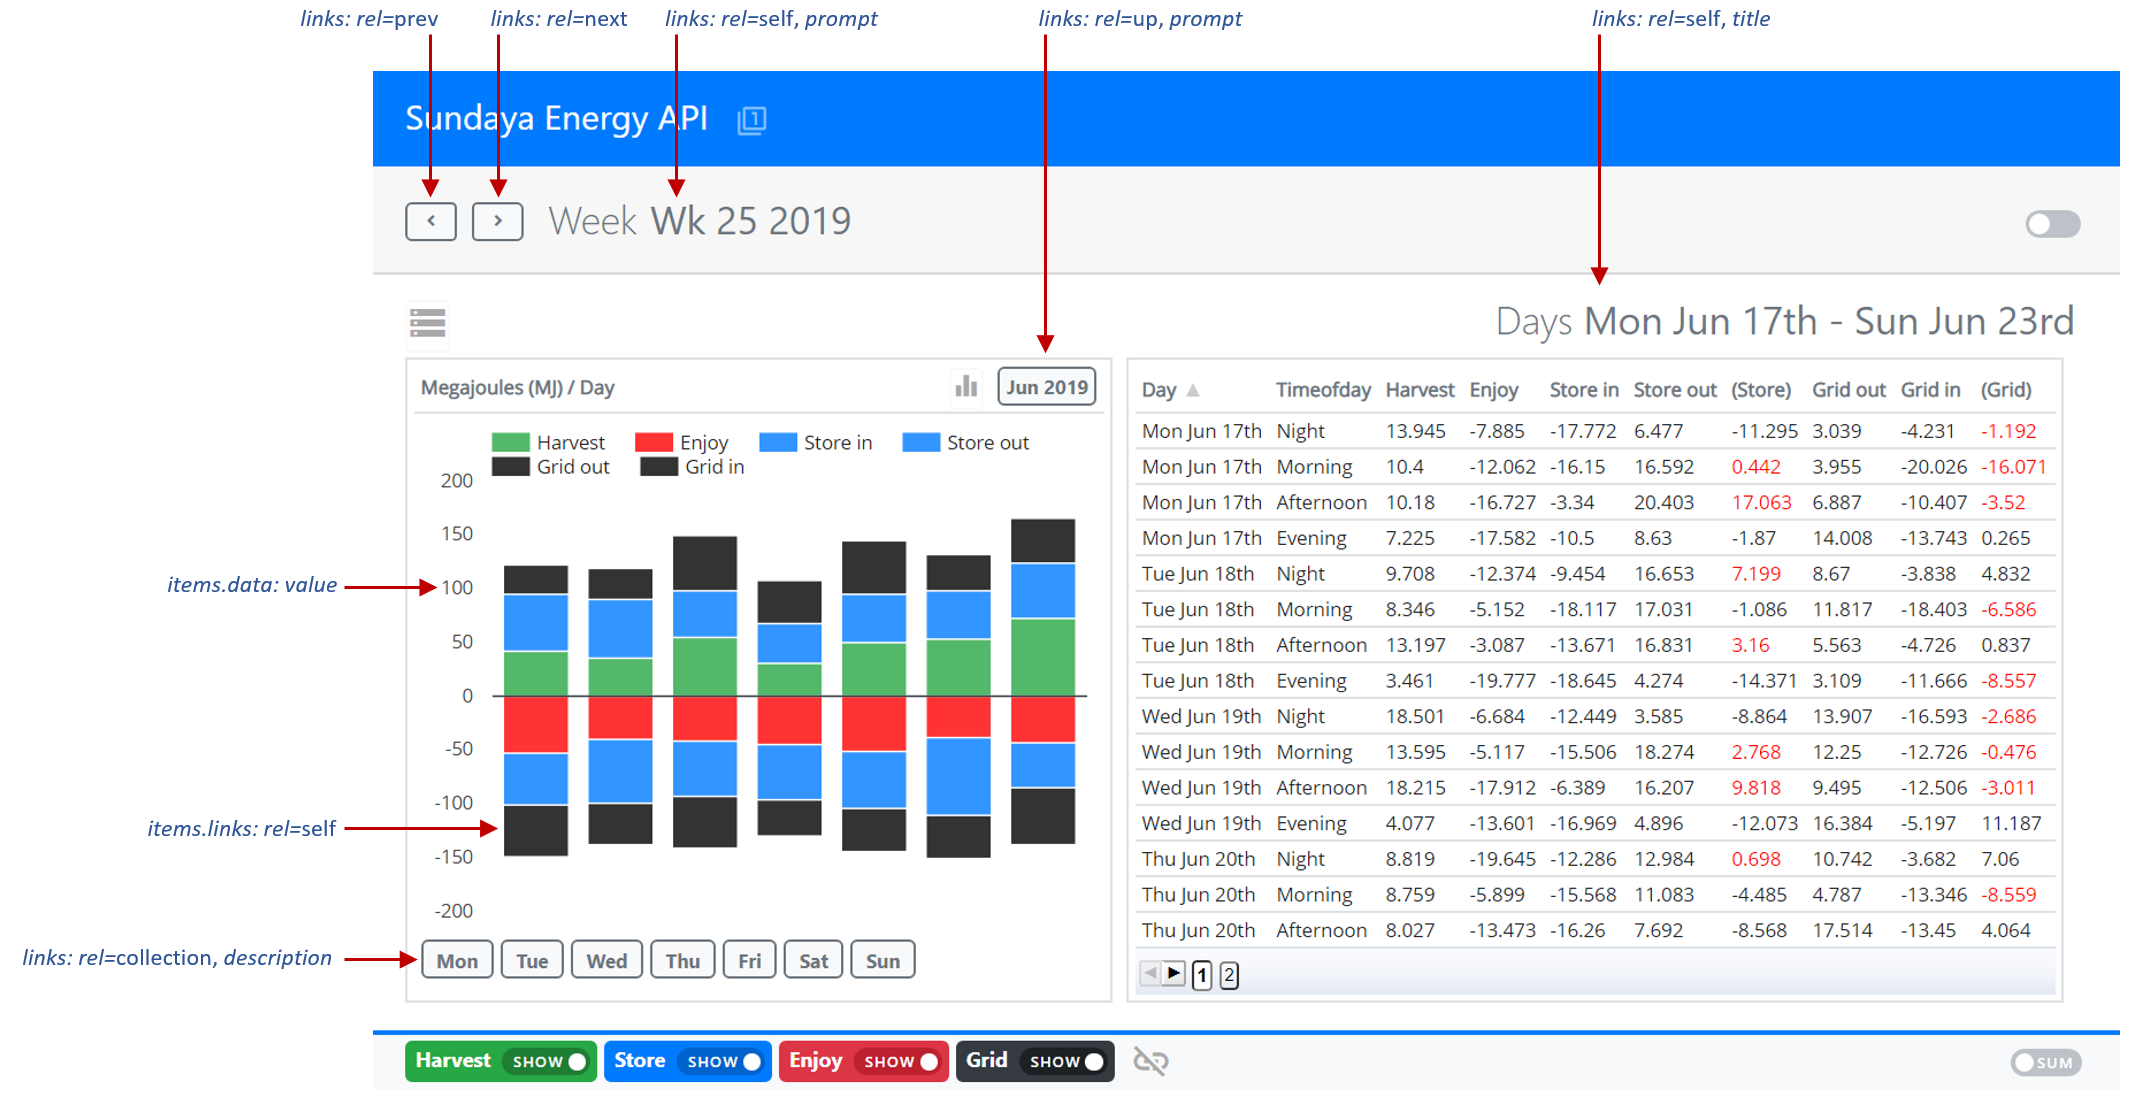 links: rel=prev links: rel=next links: rel=self, prompt links: rel=up, prompt links: rel=self, title
Sundaya Energy API 1
Week Wk 25 2019
Days Mon Jun 17th - Sun Jun 23rd
Megajoules (MJ) / Day Jun 2019
Harvest Enjoy Store in Store out
Grid out Grid in
200
150
items.data: value 100
50
0
-50
-100
items.links: rel=self
-150
-200
links: rel=collection, description Mon Tue Wed Thu Fri Sat Sun
Day Timeofday Harvest Enjoy Store in Store out (Store) Grid out Grid in (Grid)
Mon Jun 17th Night 13.945 -7.885 -17.772 6.477 -11.295 3.039 -4.231 -1.192
Mon Jun 17th Morning 10.4 -12.062 -16.15 16.592 0.442 3.955 -20.026 -16.071
Mon Jun 17th Afternoon 10.18 -16.727 -3.34 20.403 17.063 6.887 -10.407 -3.52
Mon Jun 17th Evening 7.225 -17.582 -10.5 8.63 -1.87 14.008 -13.743 0.265
Tue Jun 18th Night 9.708 -12.374 -9.454 16.653 7.199 8.67 -3.838 4.832
Tue Jun 18th Morning 8.346 -5.152 -18.117 17.031 -1.086 11.817 -18.403 -6.586
Tue Jun 18th Afternoon 13.197 -3.087 -13.671 16.831 3.16 5.563 -4.726 0.837
Tue Jun 18th Evening 3.461 -19.777 -18.645 4.274 -14.371 3.109 -11.666 -8.557
Wed Jun 19th Night 18.501 -6.684 -12.449 3.585 -8.864 13.907 -16.593 -2.686
Wed Jun 19th Morning 13.595 -5.117 -15.506 18.274 2.768 12.25 -12.726 -0.476
Wed Jun 19th Afternoon 18.215 -17.912 -6.389 16.207 9.818 9.495 -12.506 -3.011
Wed Jun 19th Evening 4.077 -13.601 -16.969 4.896 -12.073 16.384 -5.197 11.187
Thu Jun 20th Night 8.819 -19.645 -12.286 12.984 0.698 10.742 -3.682 7.06
Thu Jun 20th Morning 8.759 -5.899 -15.568 11.083 -4.485 4.787 -13.346 -8.559
Thu Jun 20th Afternoon 8.027 -13.473 -16.26 7.692 -8.568 17.514 -13.45 4.064
1 2
Harvest SHOW Store SHOW Enjoy SHOW Grid SHOW SUM